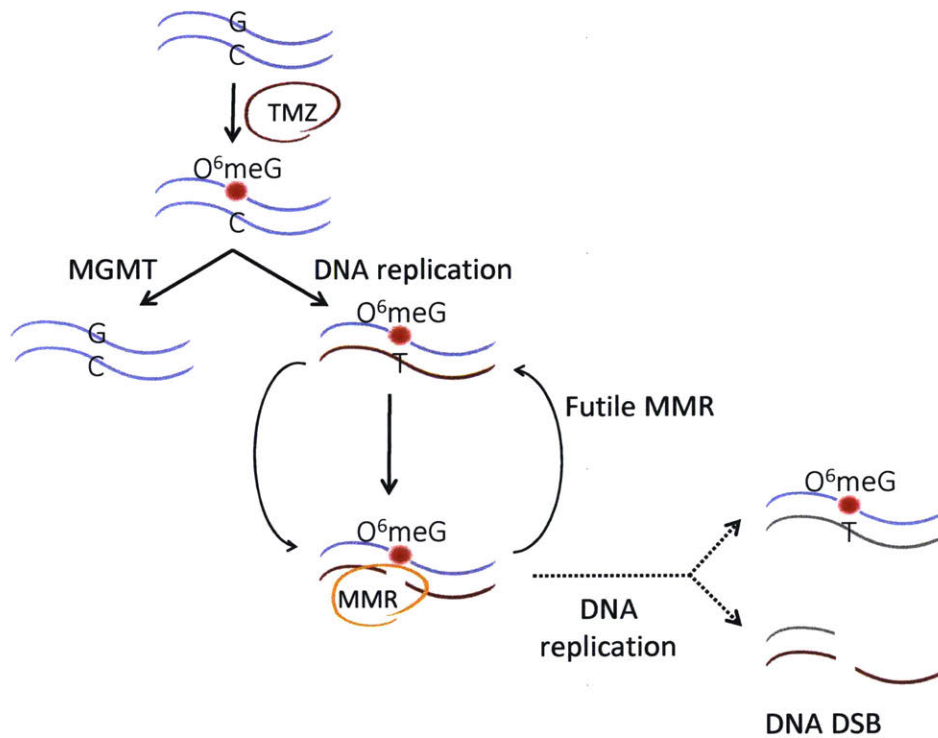 G
C
TMZ
O⁶meG
C
MGMT
DNA replication
G
C
O⁶meG
T
Futile MMR
O⁶meG
MMR
DNA
replication
O⁶meG
T
DNA DSB